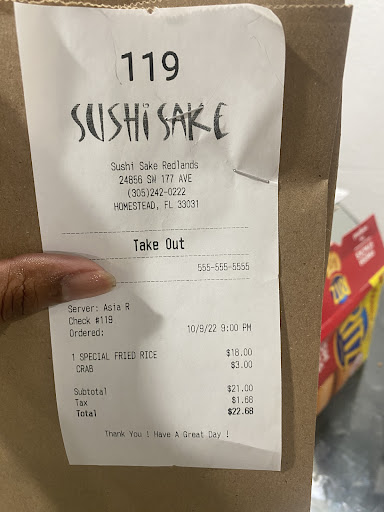 119
SUSHI SAKE
Sushi Sake Redlands
24856 SW 177 AVE
(305)242-0222
HOMESTEAD, FL 33031
Take Out
555-555-5555
Server: Asia R
Check #119
Ordered: 10/9/22 9:00 PM
1 SPECIAL FRIED RICE $18.00
CRAB $3.00
Subtotal $21.00
Tax $1.68
Total $22.68
Thank You ! Have A Great Day !
RITZ